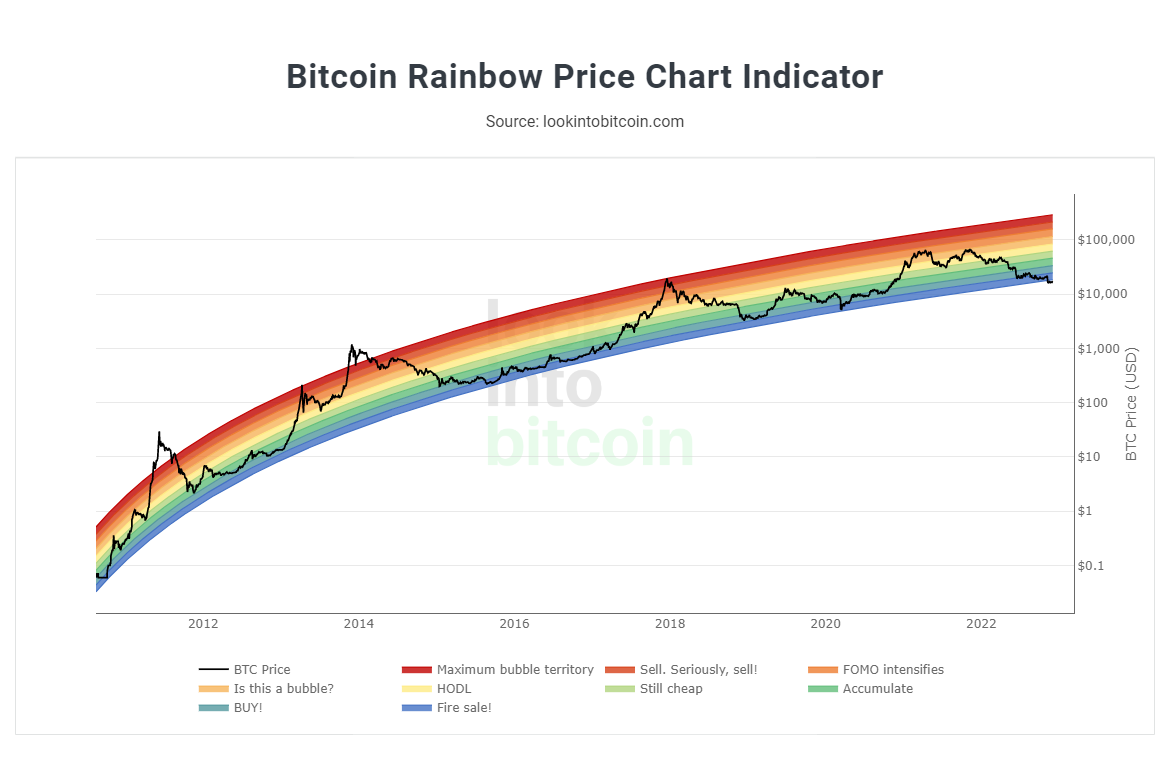 Bitcoin Rainbow Price Chart Indicator
Source: lookintobitcoin.com
into
bitcoin
$100,000
$10,000
$1,000
$100
$10
$1
$0.1
BTC Price (USD)
2012 2014 2016 2018 2020 2022
BTC Price Maximum bubble territory Sell. Seriously, sell! FOMO intensifies
Is this a bubble? HODL Still cheap Accumulate
BUY! Fire sale!